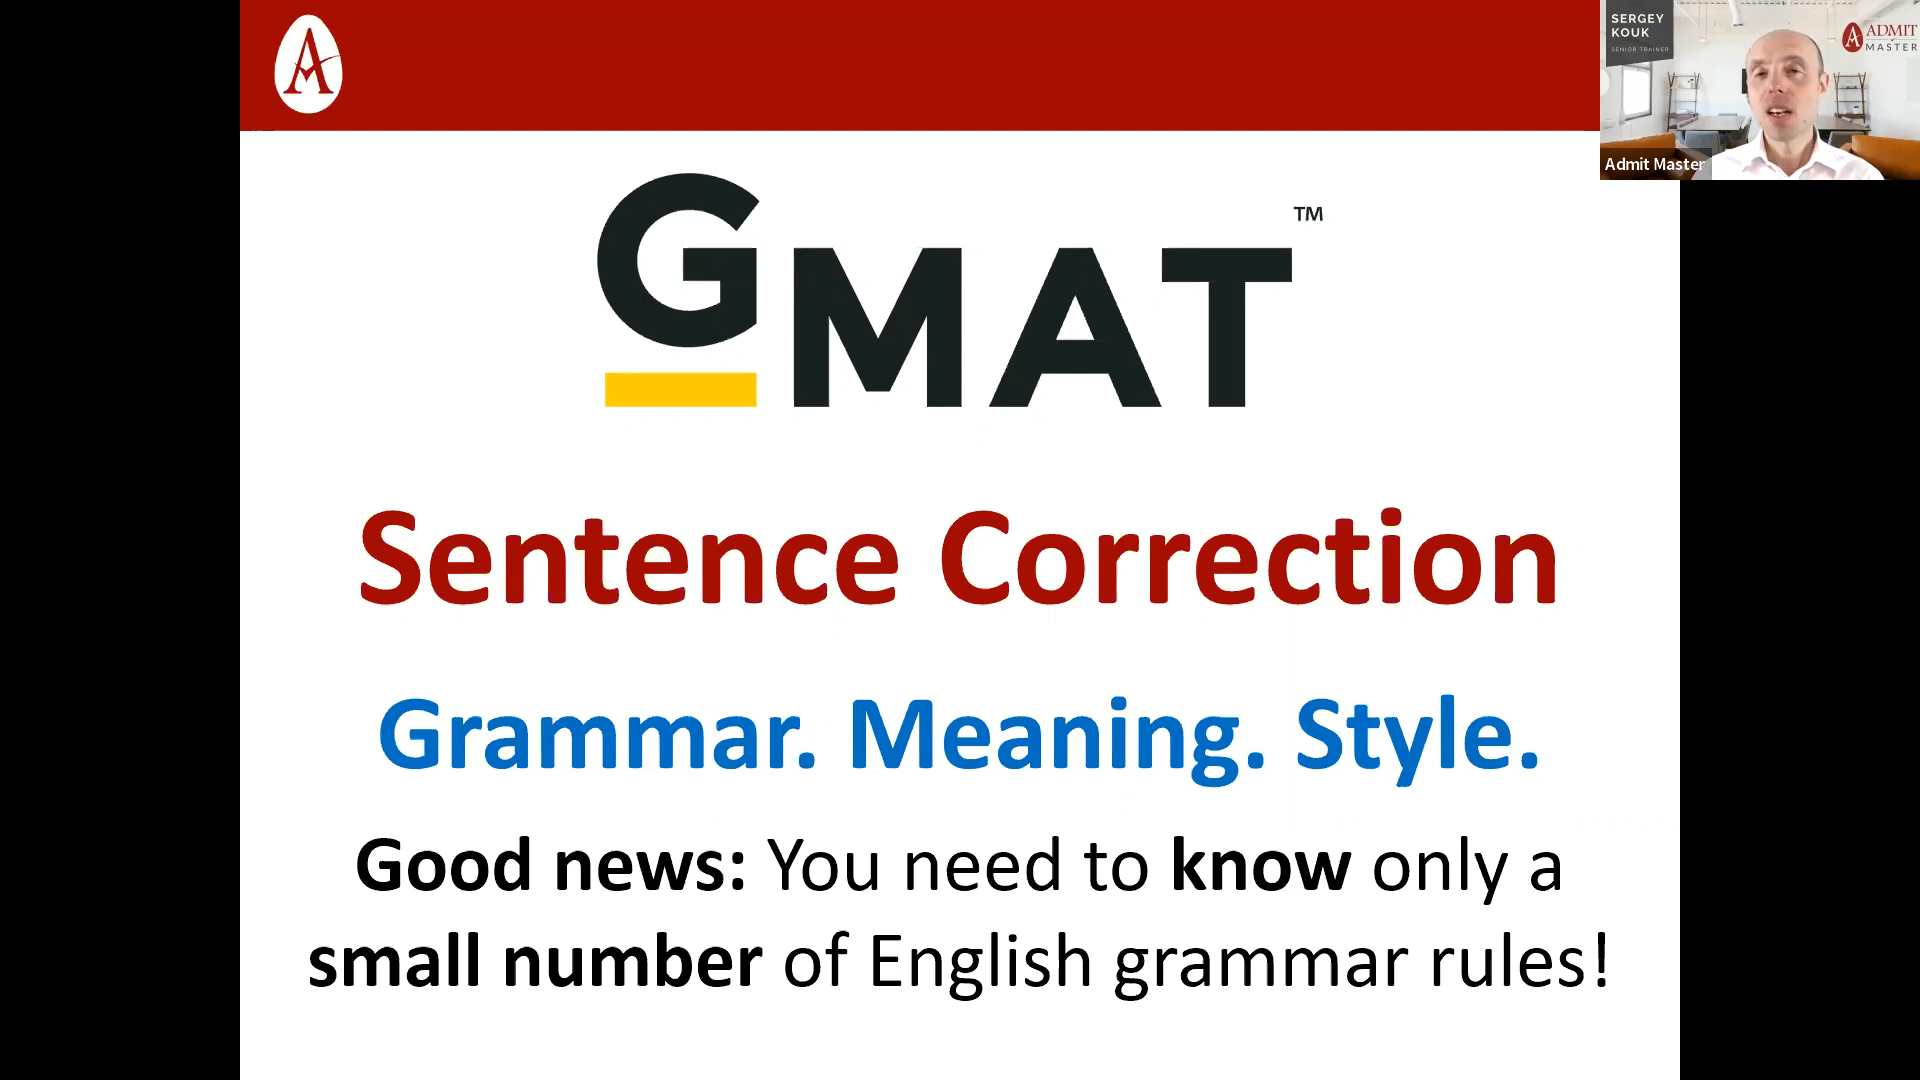 GMAT™
Sentence Correction
Grammar. Meaning. Style.
Good news: You need to know only a
small number of English grammar rules!
SERGEY
KOUK
SENIOR TRAINER
ADMIT
MASTER
Admit Master